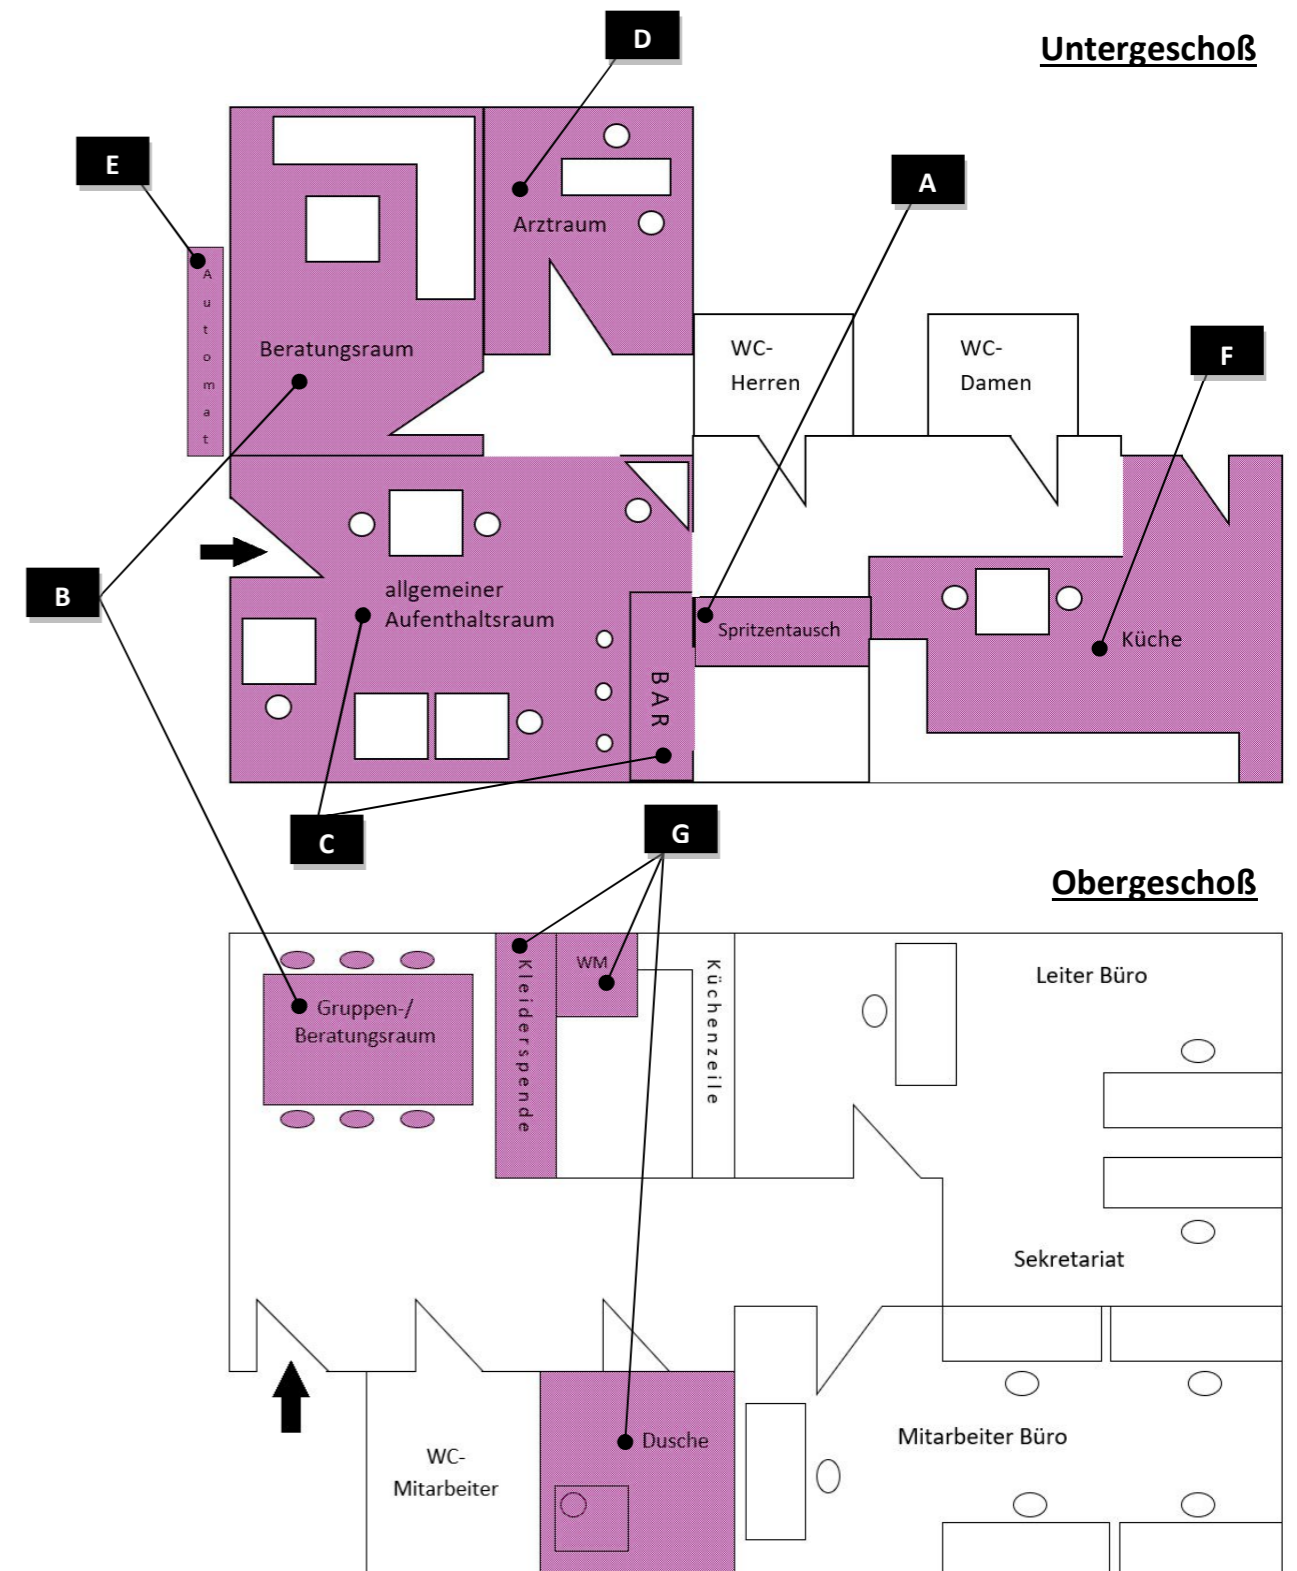 D
Untergeschoß
E
A
Arztraum
Automat
Beratungsraum
WC-
Herren
WC-
Damen
F
B
allgemeiner
Aufenthaltsraum
Spritzentausch
Küche
BAR
C
G
Obergeschoß
Kleiderspende
WM
Küchenzeile
Leiter Büro
Gruppen-/
Beratungsraum
Sekretariat
Dusche
Mitarbeiter Büro
WC-
Mitarbeiter